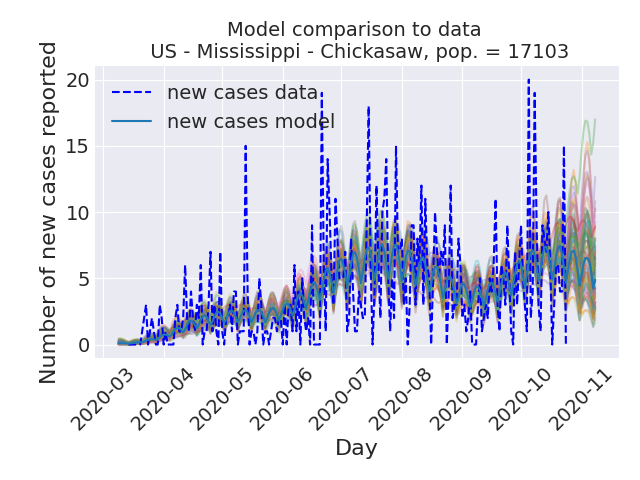 Model comparison to data
US - Mississippi - Chickasaw, pop. = 17103
new cases data
new cases model
Number of new cases reported
20
15
10
5
0
2020-03
2020-04
2020-05
2020-06
2020-07
2020-08
2020-09
2020-10
2020-11
Day